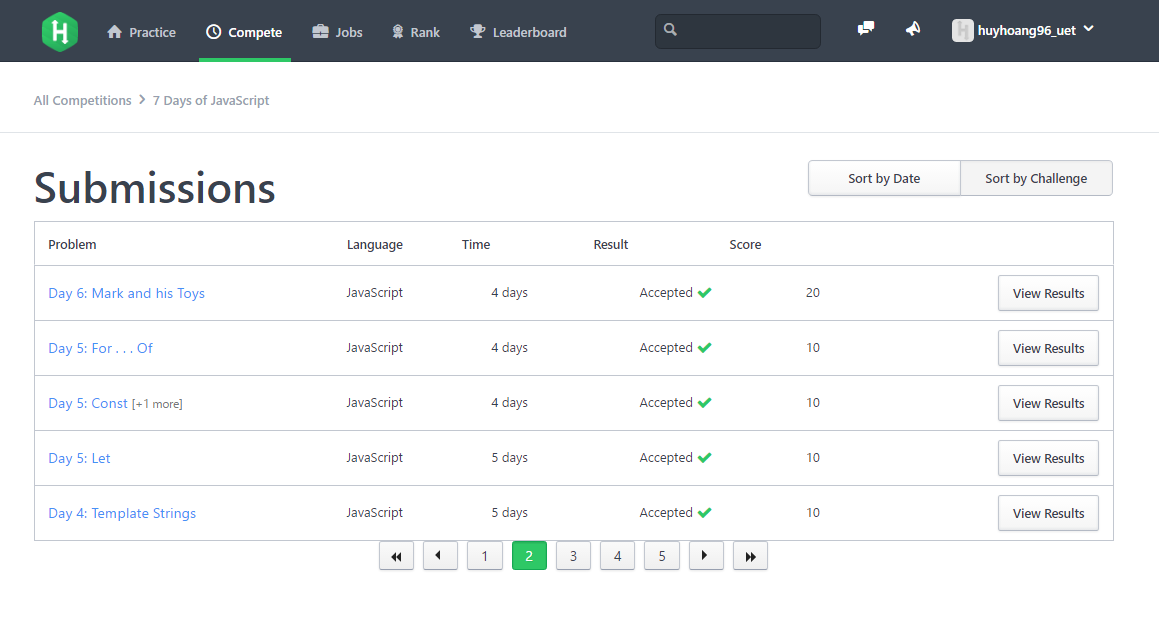 H Practice Compete Jobs Rank Leaderboard huyhoang96_uet
All Competitions 7 Days of JavaScript
Submissions Sort by Date Sort by Challenge
Problem Language Time Result Score
Day 6: Mark and his Toys JavaScript 4 days Accepted 20 View Results
Day 5: For . . . Of JavaScript 4 days Accepted 10 View Results
Day 5: Const [+1 more] JavaScript 4 days Accepted 10 View Results
Day 5: Let JavaScript 5 days Accepted 10 View Results
Day 4: Template Strings JavaScript 5 days Accepted 10 View Results
1 2 3 4 5